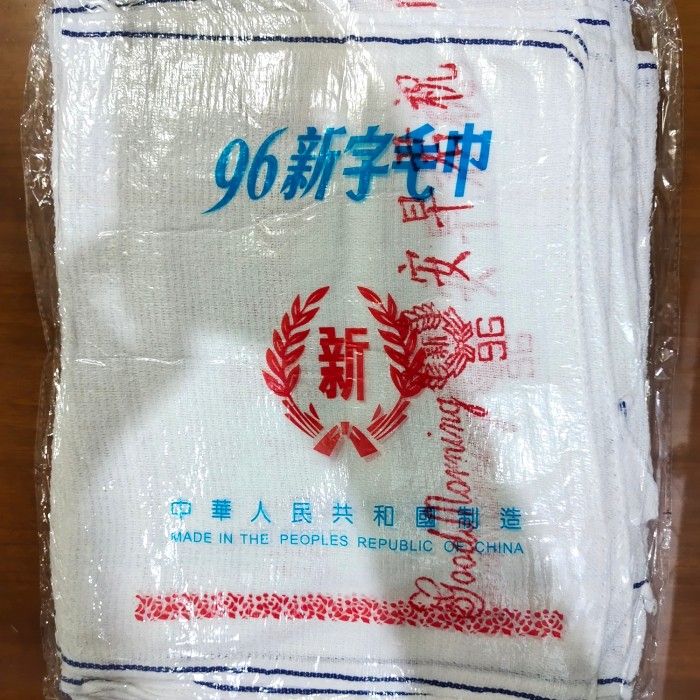 96新字毛巾
新
中華人民共和國制造
MADE IN THE PEOPLES REPUBLIC OF CHINA
祝君早安
96
Good Morning